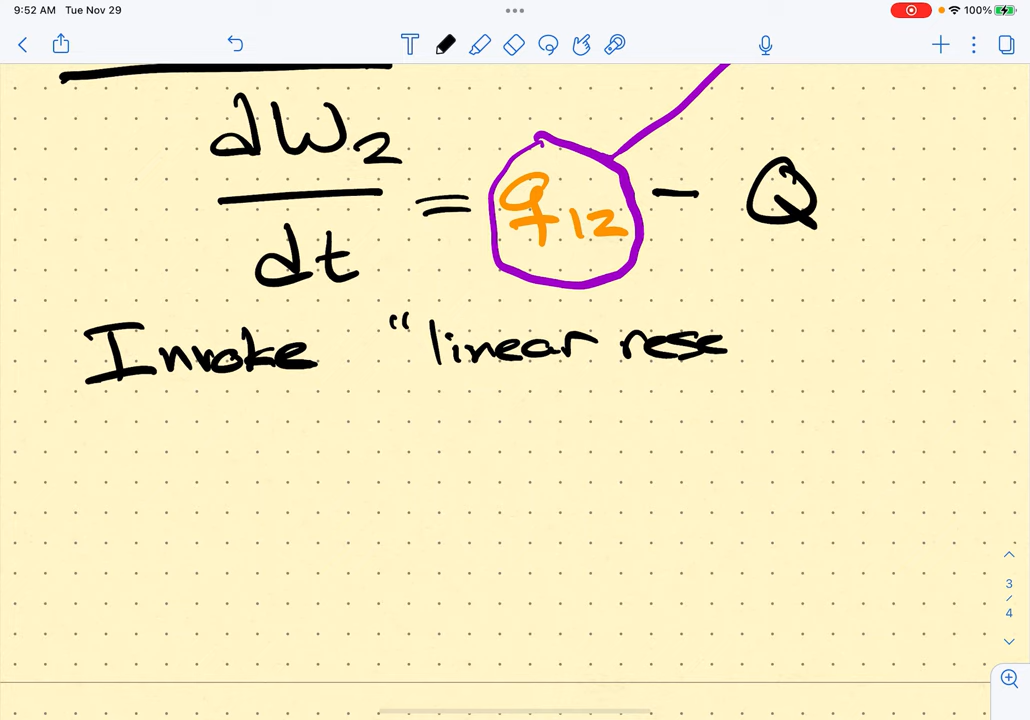 9:52 AM Tue Nov 29
100%
T
dW₂
dt
= q₁₂ - Q
Invoke "linear rese
3
/
4